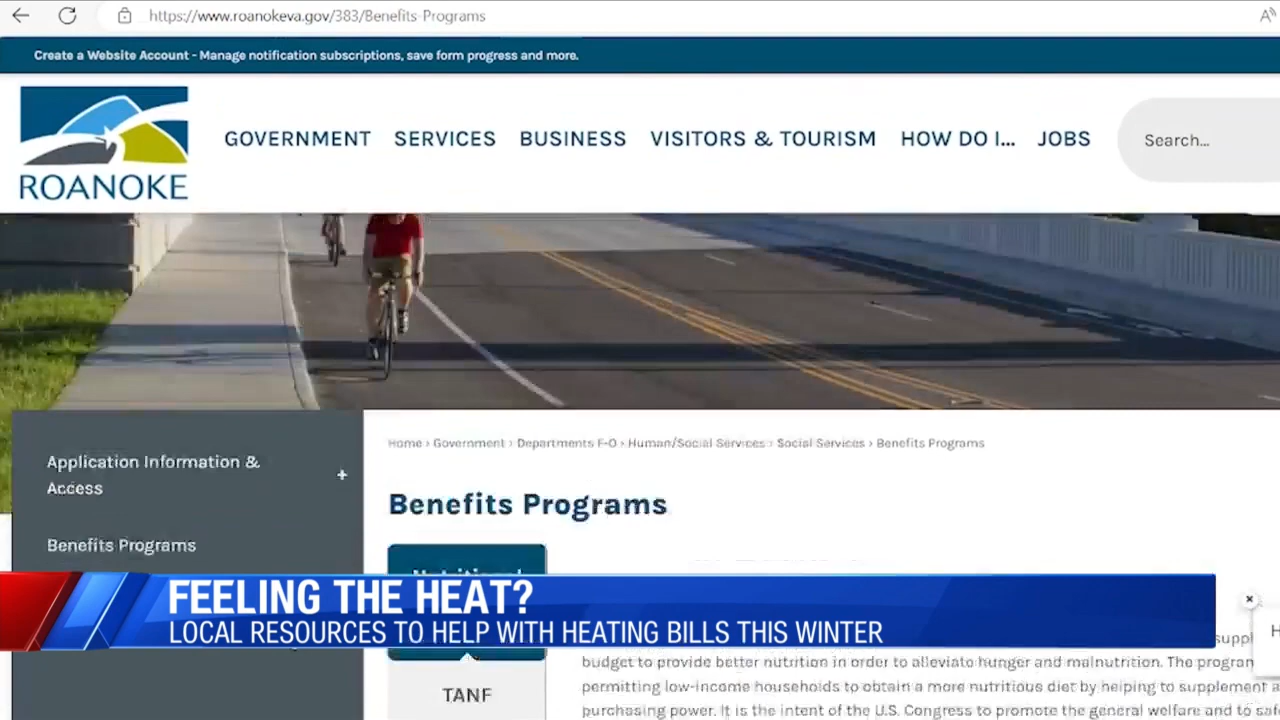 https://www.roanokeva.gov/383/Benefits-Programs
Create a Website Account - Manage notification subscriptions, save form progress and more.
ROANOKE
GOVERNMENT SERVICES BUSINESS VISITORS & TOURISM HOW DO I... JOBS
Search...
Home › Government › Departments F-O › Human/Social Services › Social Services › Benefits Programs
Application Information &
Access
+
Benefits Programs
Benefits Programs
FEELING THE HEAT?
LOCAL RESOURCES TO HELP WITH HEATING BILLS THIS WINTER
TANF
budget to provide better nutrition in order to alleviate hunger and malnutrition. The program
permitting low-income households to obtain a more nutritious diet by helping to supplement
purchasing power. It is the intent of the U.S. Congress to promote the general welfare and to